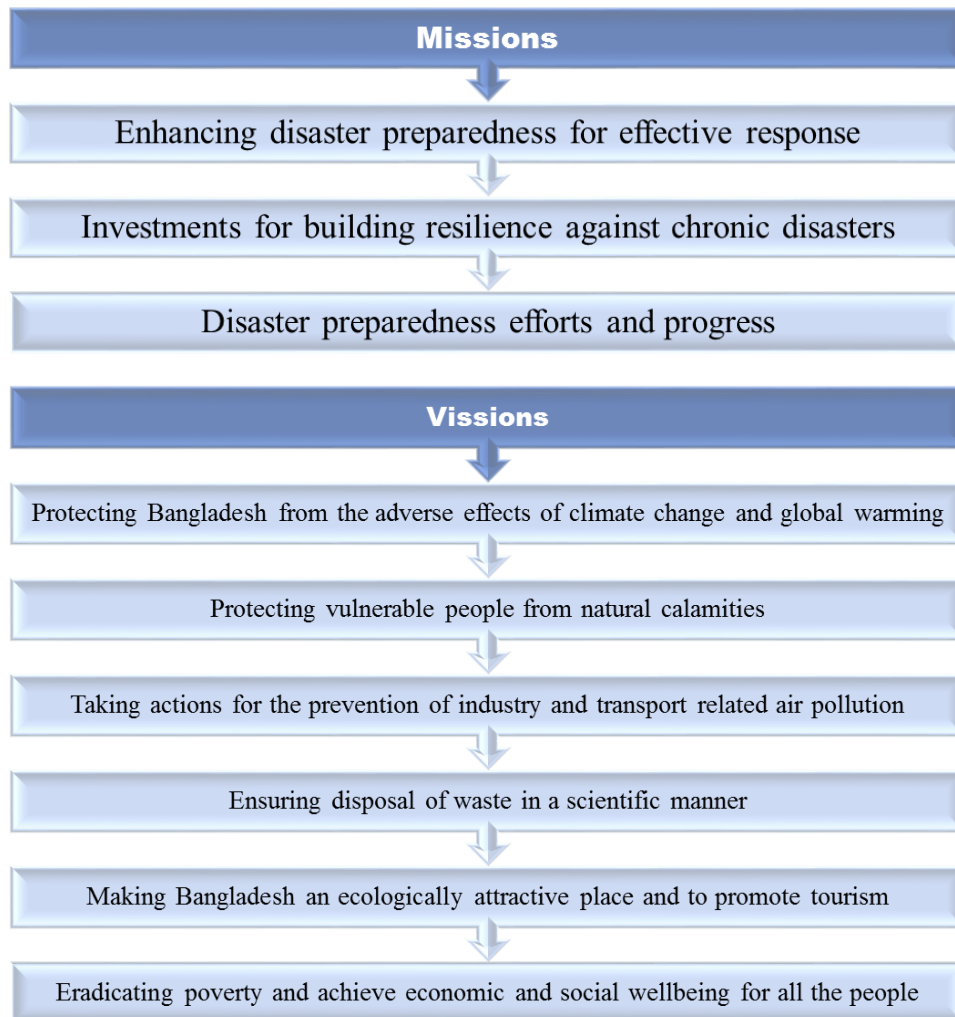 Missions
Enhancing disaster preparedness for effective response
Investments for building resilience against chronic disasters
Disaster preparedness efforts and progress
Vissions
Protecting Bangladesh from the adverse effects of climate change and global warming
Protecting vulnerable people from natural calamities
Taking actions for the prevention of industry and transport related air pollution
Ensuring disposal of waste in a scientific manner
Making Bangladesh an ecologically attractive place and to promote tourism
Eradicating poverty and achieve economic and social wellbeing for all the people